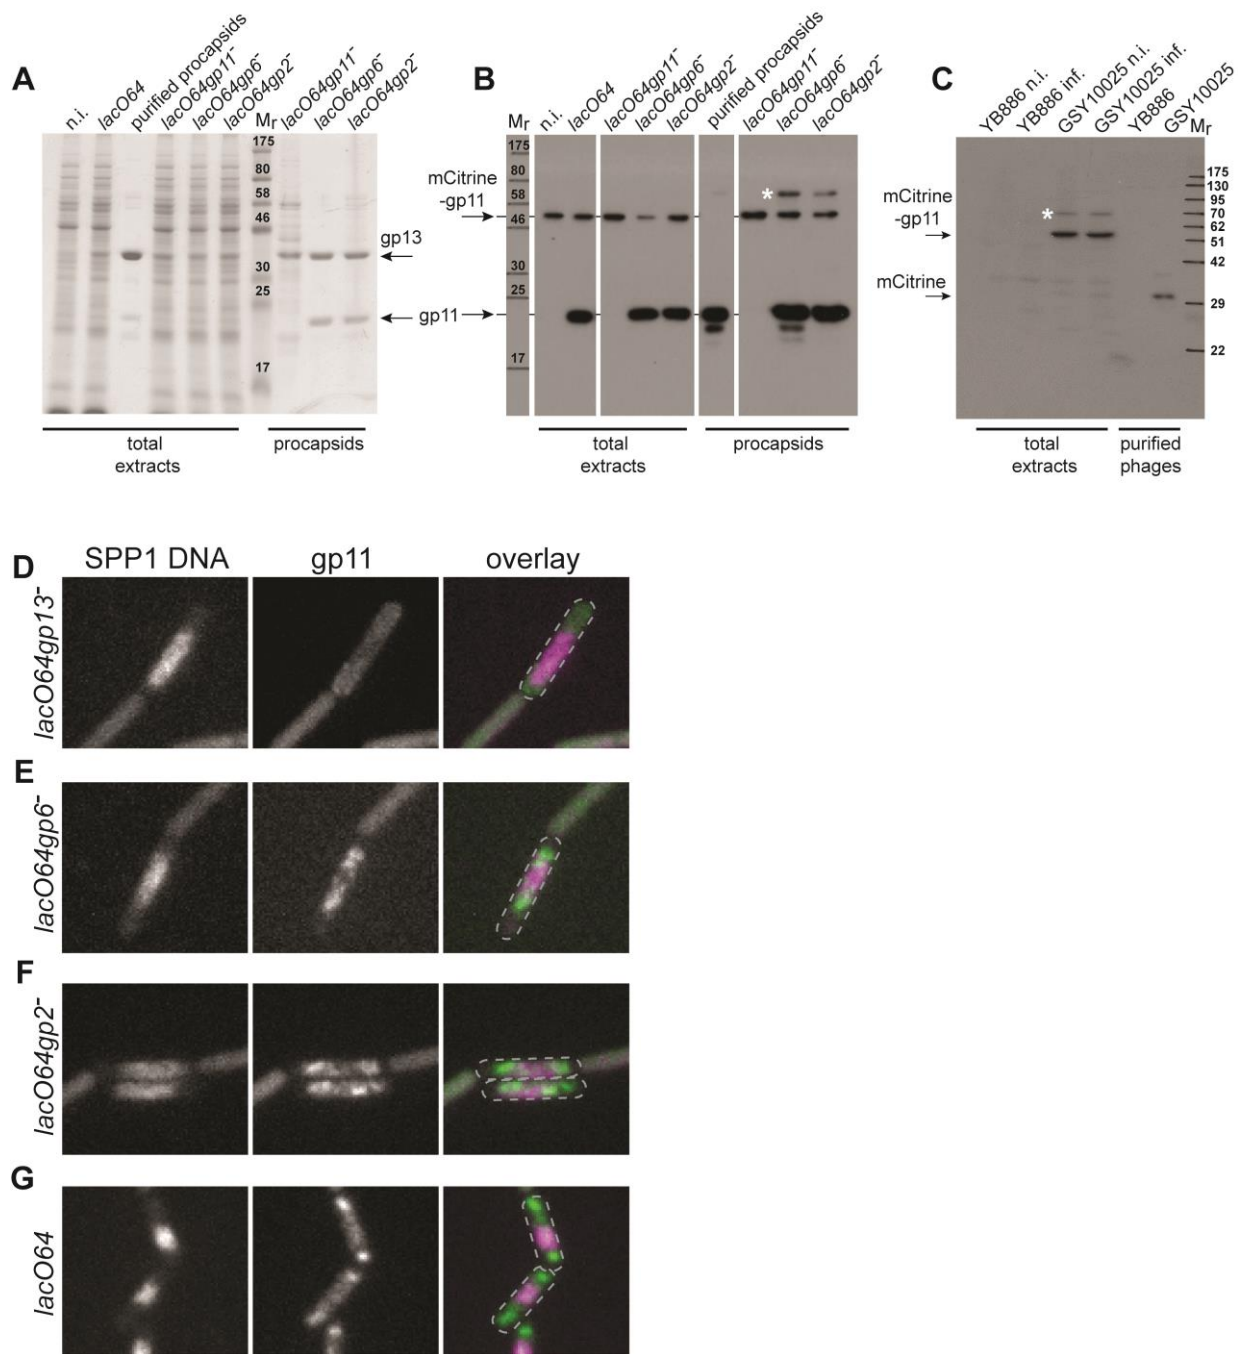 A
n.i.
lacO64
purified procapsids
lacO64gp11⁻
lacO64gp6⁻
lacO64gp2⁻
Mr
lacO64gp11⁻
lacO64gp6⁻
lacO64gp2⁻
175
80
58
46
30
25
17
gp13
gp11
total
extracts
procapsids
B
Mr
n.i.
lacO64
lacO64gp11⁻
lacO64gp6⁻
lacO64gp2⁻
purified procapsids
lacO64gp11⁻
lacO64gp6⁻
lacO64gp2⁻
175
80
58
46
30
25
17
mCitrine
-gp11
*
total
extracts
procapsids
C
YB886 n.i.
YB886 inf.
GSY10025 n.i.
GSY10025 inf.
YB886
GSY10025
Mr
175
130
95
70
62
51
42
29
22
mCitrine
-gp11
*
mCitrine
total
extracts
purified
phages
SPP1 DNA
gp11
overlay
D
lacO64gp13⁻
E
lacO64gp6⁻
F
lacO64gp2⁻
G
lacO64